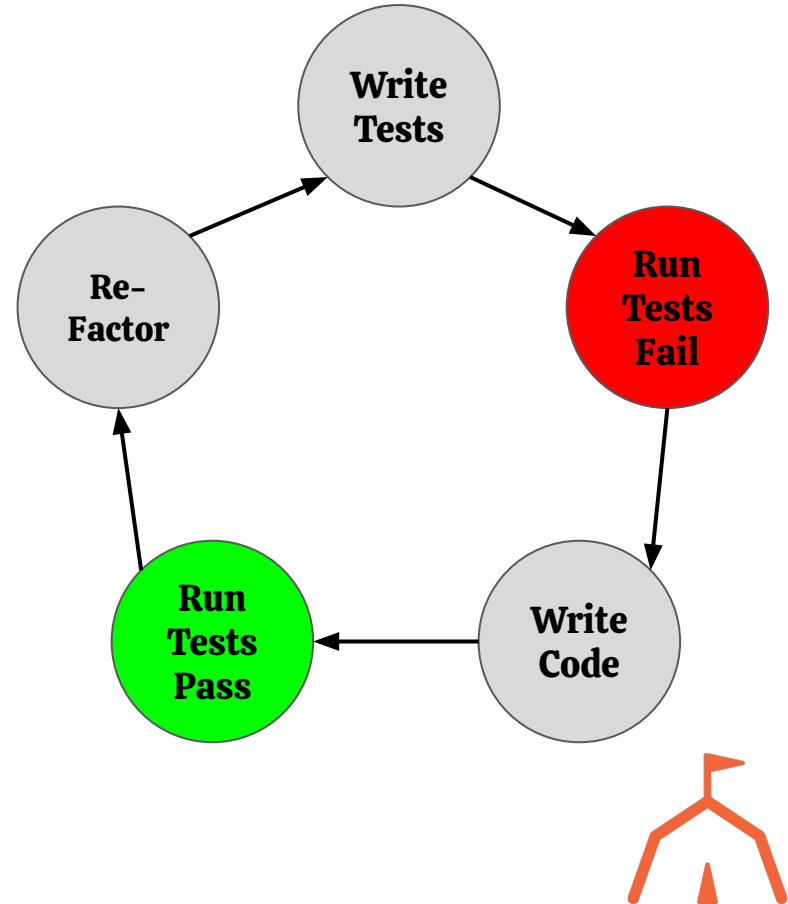 Write
Tests
Run
Tests
Fail
Write
Code
Run
Tests
Pass
Re-
Factor